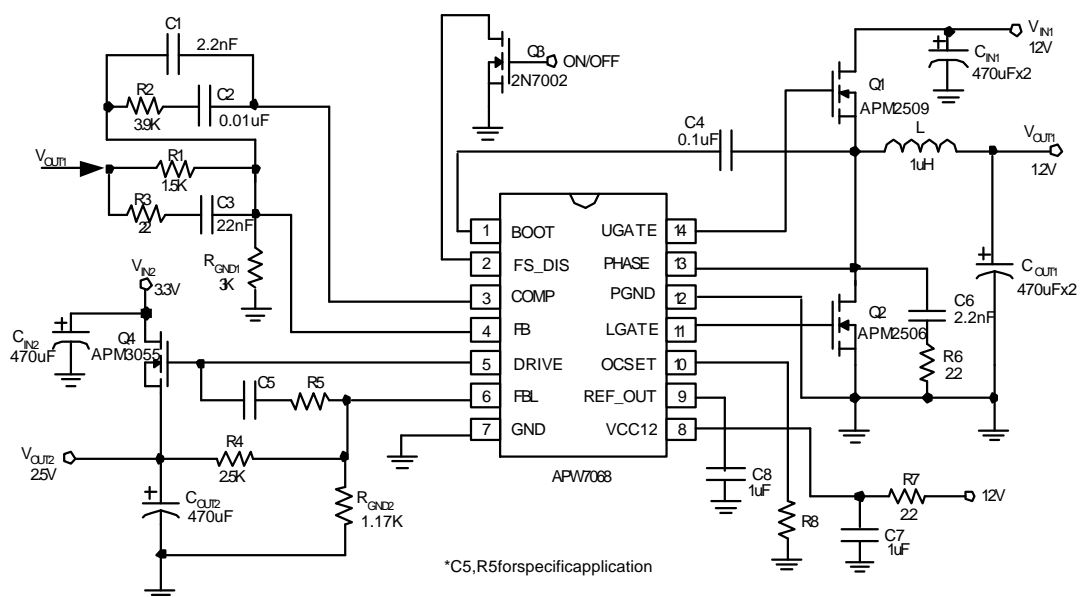 C1
2.2nF
R2
3.9K
C2
0.01uF
VOUT1
R1
1.5K
R3
22
C3
22nF
RGND1
3K
VIN2
3.3V
CIN2
470uF
Q4
APM3055
C5
R5
VOUT2
2.5V
R4
2.5K
COUT2
470uF
RGND2
1.17K
Q3
ON/OFF
2N7002
C4
0.1uF
1 BOOT UGATE 14
2 FS_DIS PHASE 13
3 COMP PGND 12
4 FB LGATE 11
5 DRIVE OCSET 10
6 FBL REF_OUT 9
7 GND VCC12 8
APW7068
VIN1
12V
CIN1
470uFx2
Q1
APM2509
L
1uH
VOUT1
1.2V
COUT1
470uFx2
Q2
APM2506
C6
2.2nF
R6
2.2
C8
1uF
R8
R7
2.2
12V
C7
1uF
*C5,R5forspecificapplication